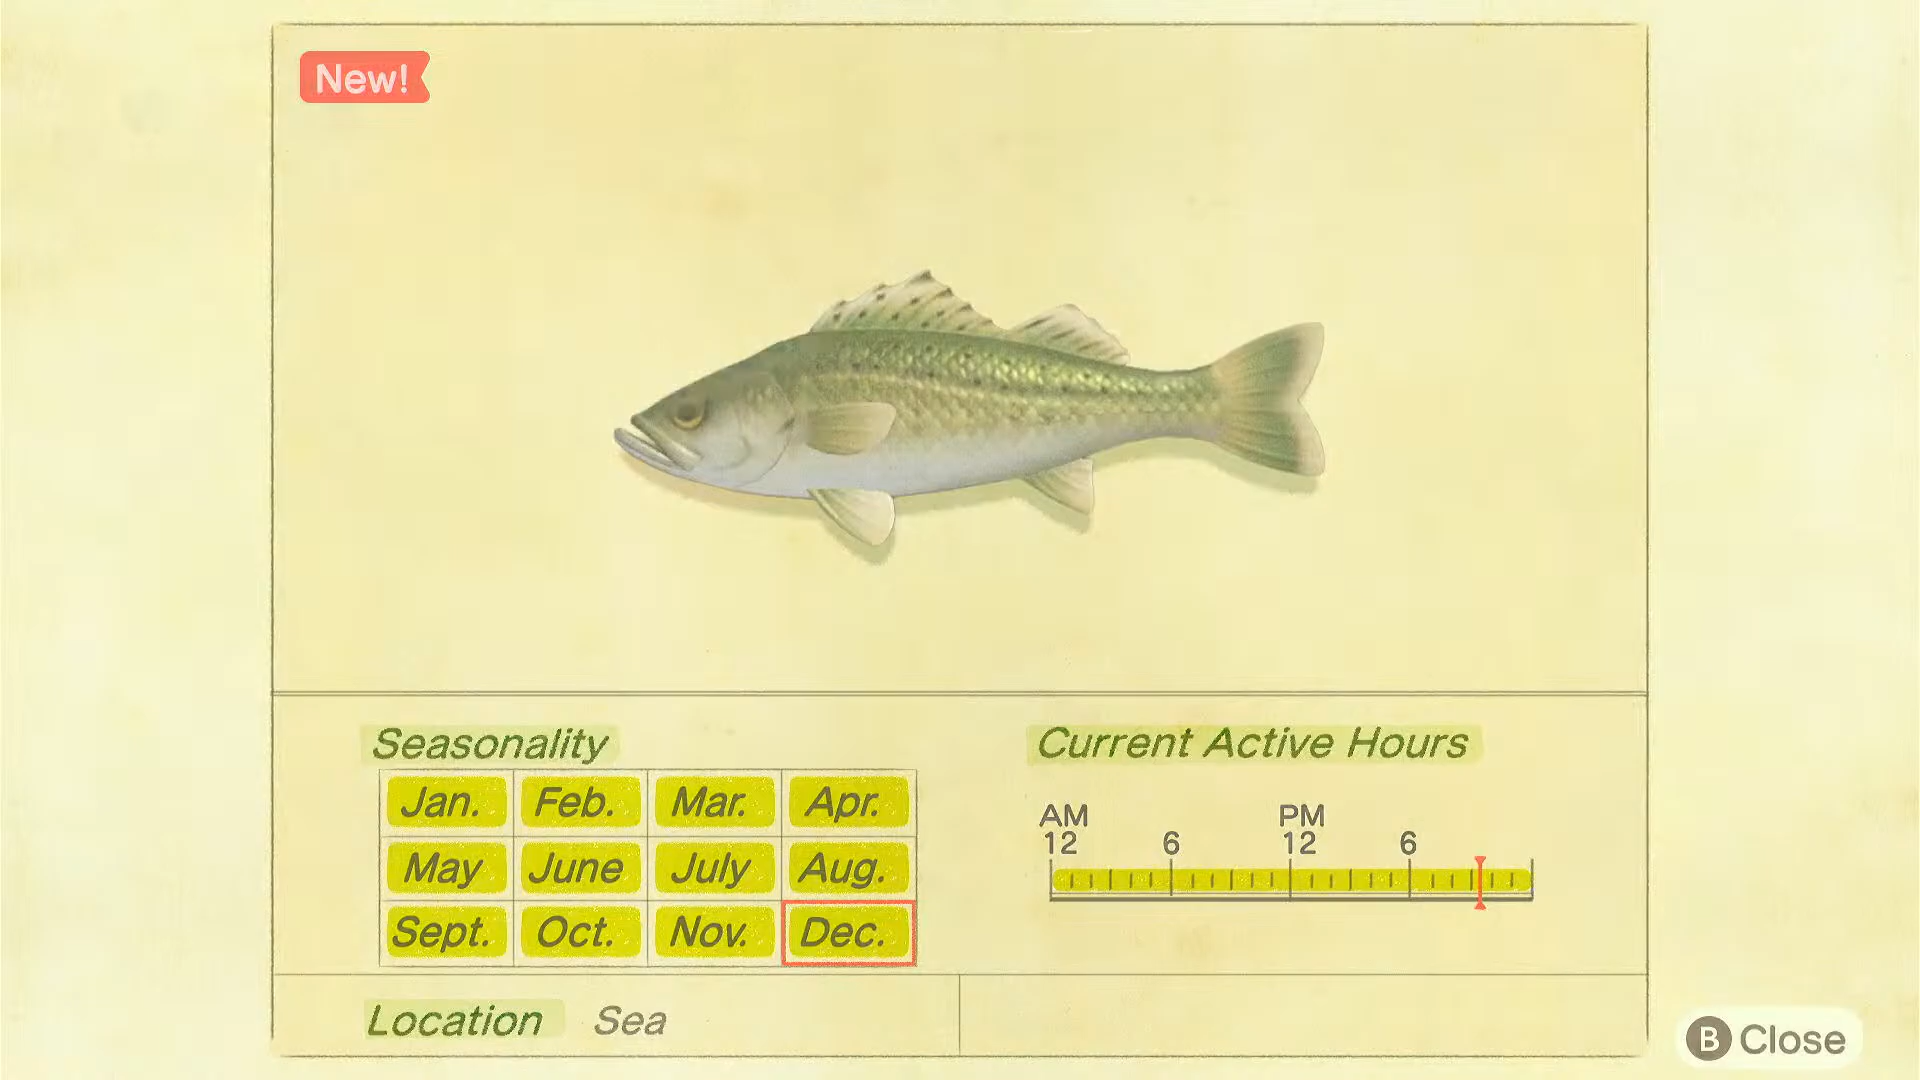 New!
Seasonality
Jan. Feb. Mar. Apr.
May June July Aug.
Sept. Oct. Nov. Dec.
Current Active Hours
AM PM
12 6 12 6
Location Sea
B Close